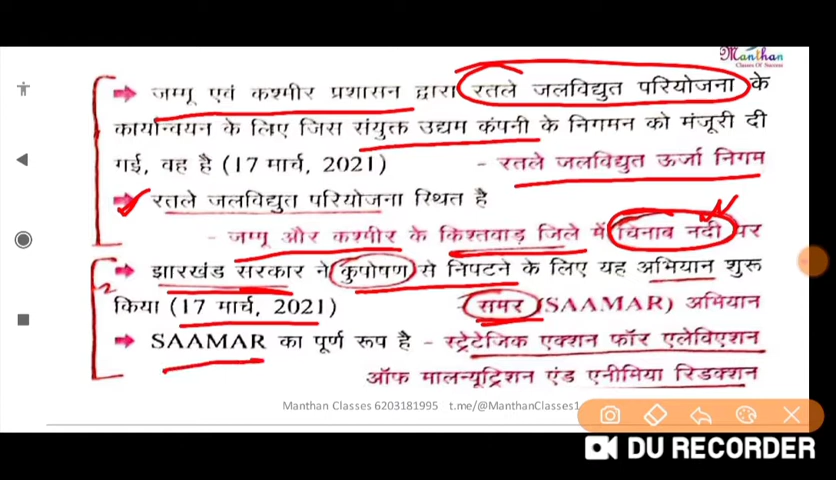 Manthan
Classes Of Success
➡ जम्मू एवं कश्मीर प्रशासन द्वारा रतले जलविद्युत परियोजना के
कार्यान्वयन के लिए जिस संयुक्त उद्यम कंपनी के निगमन को मंजूरी दी
गई, वह है (17 मार्च, 2021) - रतले जलविद्युत ऊर्जा निगम
➡ रतले जलविद्युत परियोजना स्थित है
- जम्मू और कश्मीर के किश्तवाड़ जिले में चिनाब नदी पर
➡ झारखंड सरकार ने कुपोषण से निपटने के लिए यह अभियान शुरू
किया (17 मार्च, 2021) - समर (SAAMAR) अभियान
➡ SAAMAR का पूर्ण रूप है - स्ट्रेटेजिक एक्शन फॉर एलेविएशन
ऑफ मालन्यूट्रिशन एंड एनीमिया रिडक्शन
Manthan Classes 6203181995 t.me/@ManthanClasses1
DU RECORDER